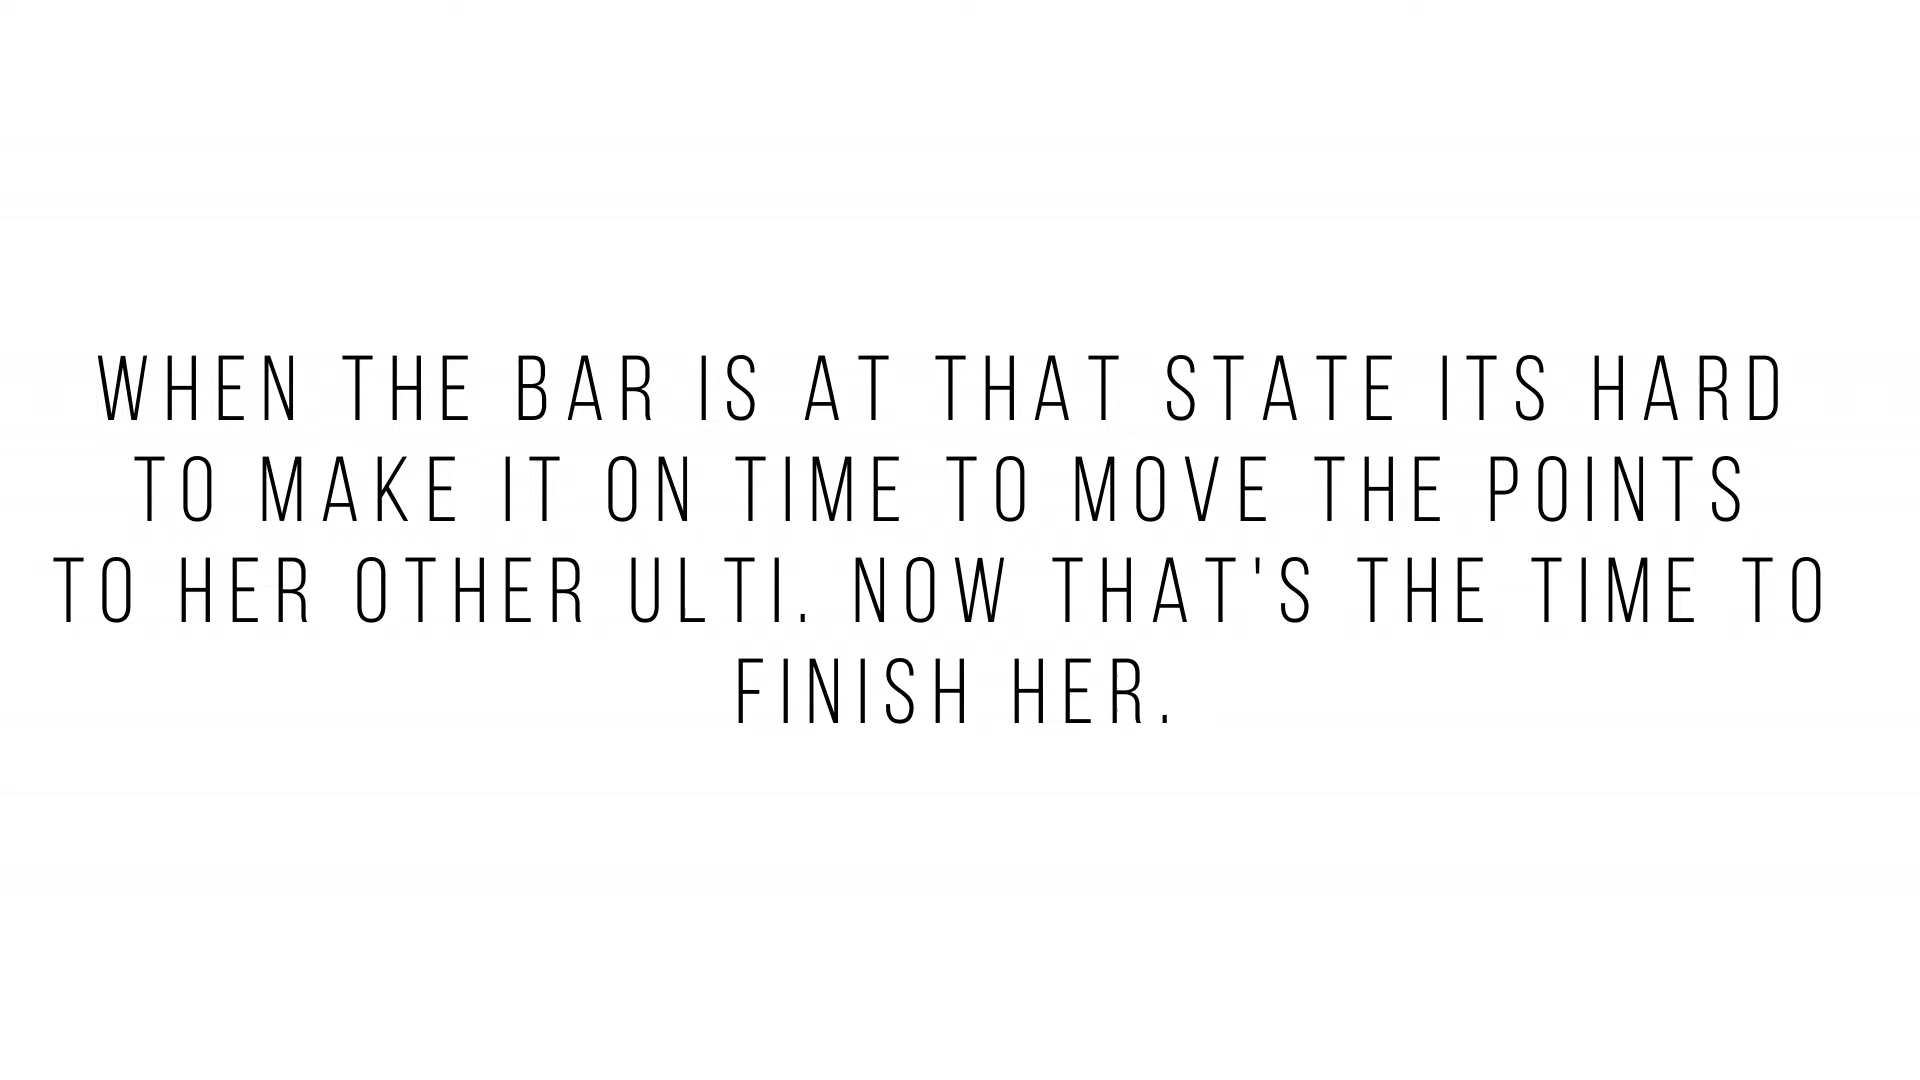 WHEN THE BAR IS AT THAT STATE ITS HARD
TO MAKE IT ON TIME TO MOVE THE POINTS
TO HER OTHER ULTI. NOW THAT'S THE TIME TO
FINISH HER.